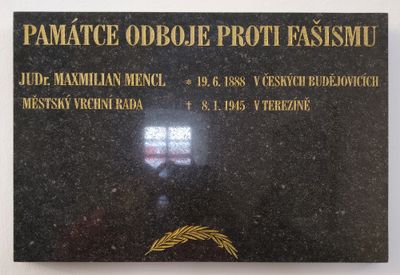 PAMÁTCE ODBOJE PROTI FAŠISMU
JUDr. MAXMILIAN MENCL * 19. 6. 1888 V ČESKÝCH BUDĚJOVICÍCH
MĚSTSKÝ VRCHNÍ RADA † 8. 1. 1945 V TEREZÍNĚ